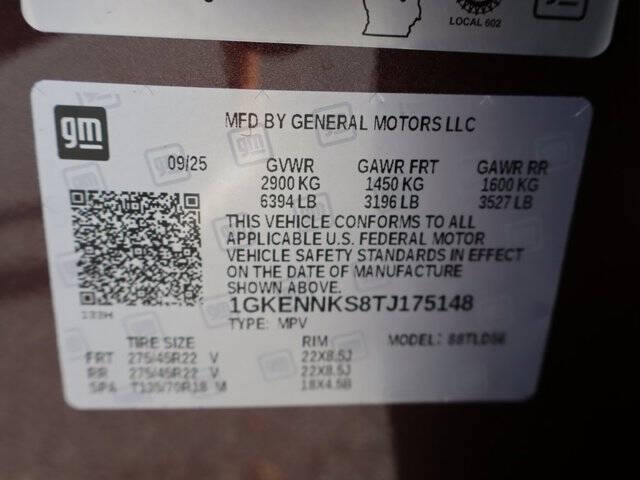 LOCAL 602
gm
MFD BY GENERAL MOTORS LLC
09/25 GVWR GAWR FRT GAWR RR
2900 KG 1450 KG 1600 KG
6394 LB 3196 LB 3527 LB
THIS VEHICLE CONFORMS TO ALL
APPLICABLE U.S. FEDERAL MOTOR
VEHICLE SAFETY STANDARDS IN EFFECT
ON THE DATE OF MANUFACTURE
1GKENNKS8TJ175148
TYPE: MPV MODEL:
TIRE SIZE RIM
FRT 275/45R22 V 22X8.5J
RR 275/45R22 V 22X8.5J
SPA T135/70R18 M 18X4.5B